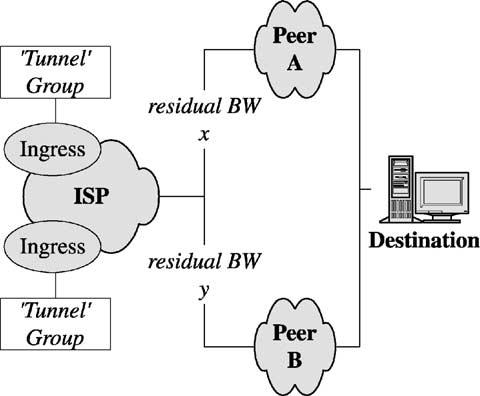 'Tunnel'
Group
Ingress
ISP
Ingress
'Tunnel'
Group
residual BW
x
residual BW
y
Peer
A
Peer
B
Destination